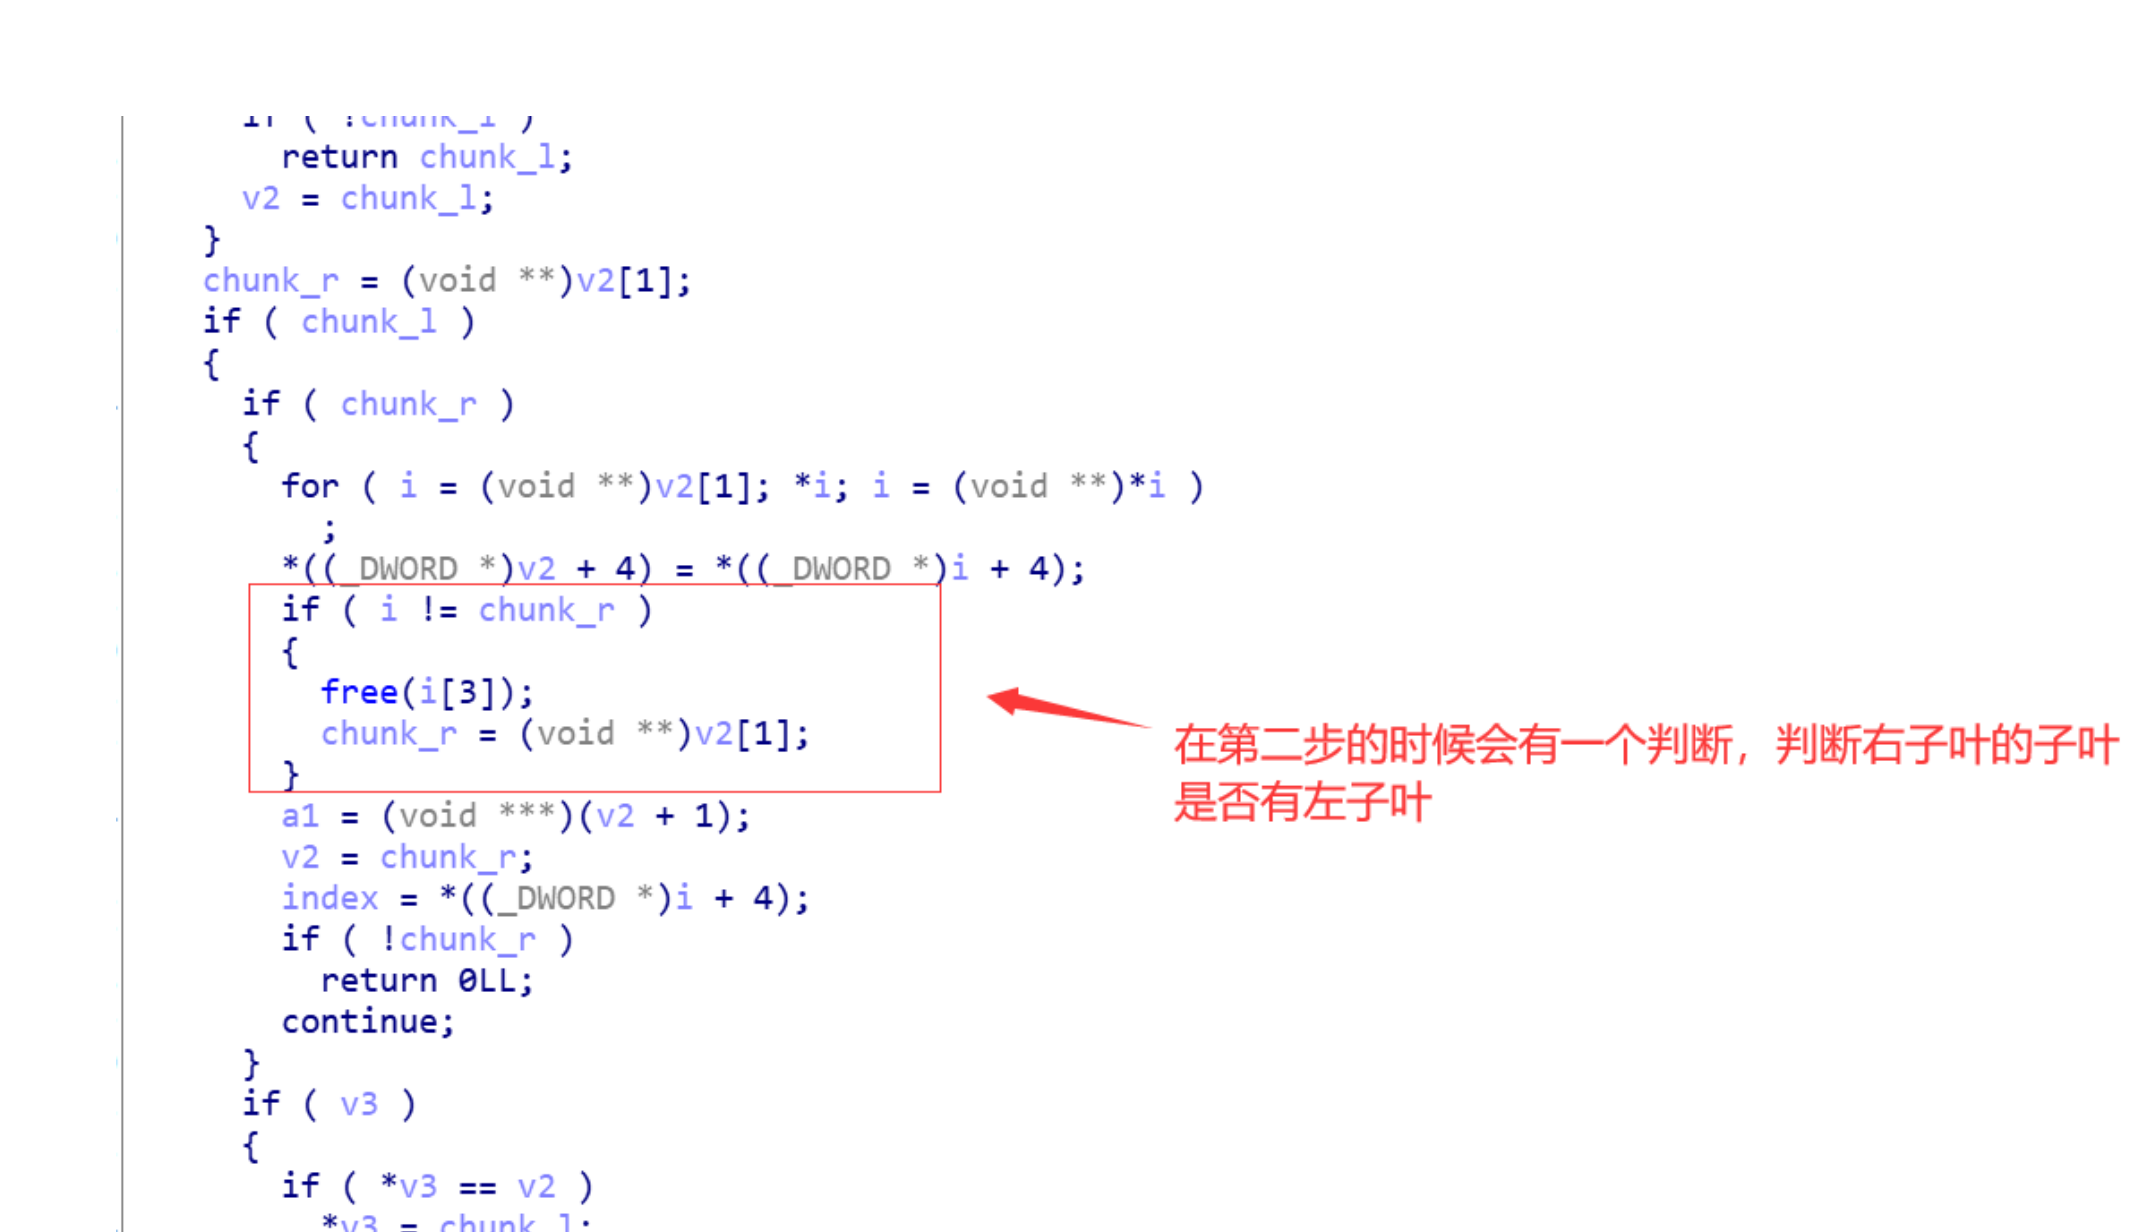 if ( !chunk_l )
return chunk_l;
v2 = chunk_l;
}
chunk_r = (void **)v2[1];
if ( chunk_l )
{
if ( chunk_r )
{
for ( i = (void **)v2[1]; *i; i = (void **)*i )
;
*((_DWORD *)v2 + 4) = *((_DWORD *)i + 4);
if ( i != chunk_r )
{
free(i[3]);
chunk_r = (void **)v2[1];
}
在第二步的时候会有一个判断，判断右子叶的子叶
是否有左子叶
a1 = (void ***)(v2 + 1);
v2 = chunk_r;
index = *((_DWORD *)i + 4);
if ( !chunk_r )
return 0LL;
continue;
}
if ( v3 )
{
if ( *v3 == v2 )
*v3 = chunk_l;